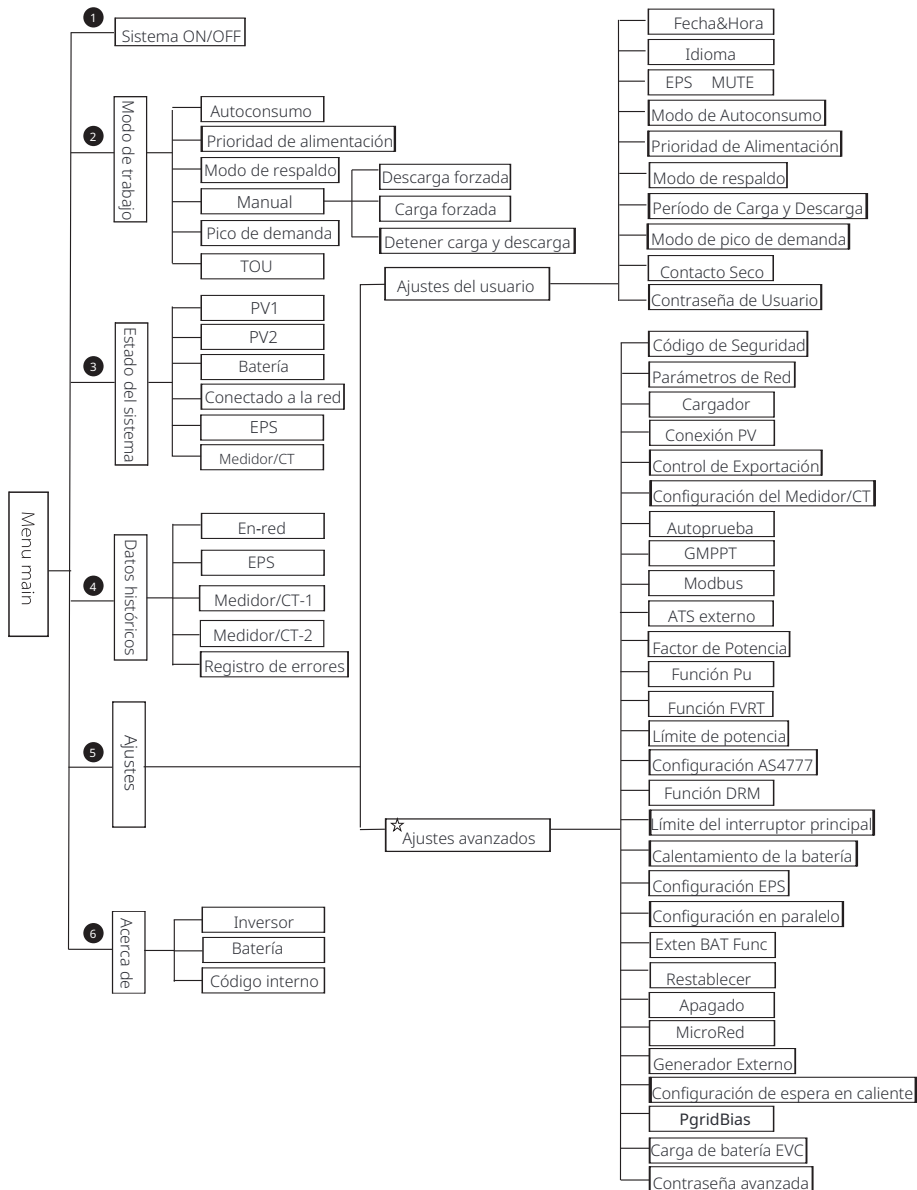 Menu main
1
Sistema ON/OFF
2
Modo de trabajo
Autoconsumo
Prioridad de alimentación
Modo de respaldo
Manual
Descarga forzada
Carga forzada
Detener carga y descarga
Pico de demanda
TOU
3
Estado del sistema
PV1
PV2
Batería
Conectado a la red
EPS
Medidor/CT
4
Datos históricos
En-red
EPS
Medidor/CT-1
Medidor/CT-2
Registro de errores
5
Ajustes
Ajustes del usuario
Fecha&Hora
Idioma
EPS MUTE
Modo de Autoconsumo
Prioridad de Alimentación
Modo de respaldo
Período de Carga y Descarga
Modo de pico de demanda
Contacto Seco
Contraseña de Usuario
☆
Ajustes avanzados
Código de Seguridad
Parámetros de Red
Cargador
Conexión PV
Control de Exportación
Configuración del Medidor/CT
Autoprueba
GMPPT
Modbus
ATS externo
Factor de Potencia
Función Pu
Función FVRT
Límite de potencia
Configuración AS4777
Función DRM
Límite del interruptor principal
Calentamiento de la batería
Configuración EPS
Configuración en paralelo
Exten BAT Func
Restablecer
Apagado
MicroRed
Generador Externo
Configuración de espera en caliente
PgridBias
Carga de batería EVC
Contraseña avanzada
6
Acerca de
Inversor
Batería
Código interno